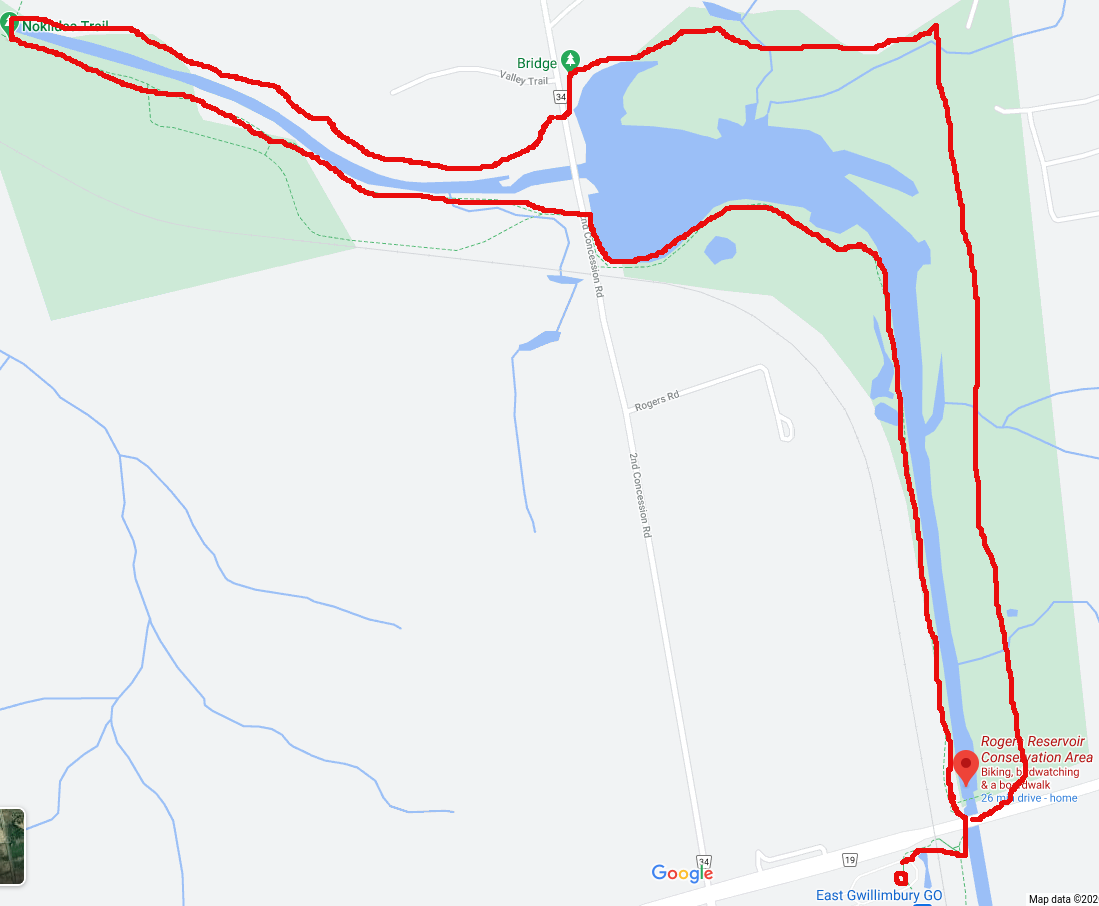 Nokiidaa Trail
Bridge
Valley Trail
34
2nd Concession Rd
Rogers Rd
2nd Concession Rd
Rogers Reservoir
Conservation Area
Biking, birdwatching
& a boardwalk
26 min drive - home
34
19
Google
East Gwillimbury GO
Map data ©202